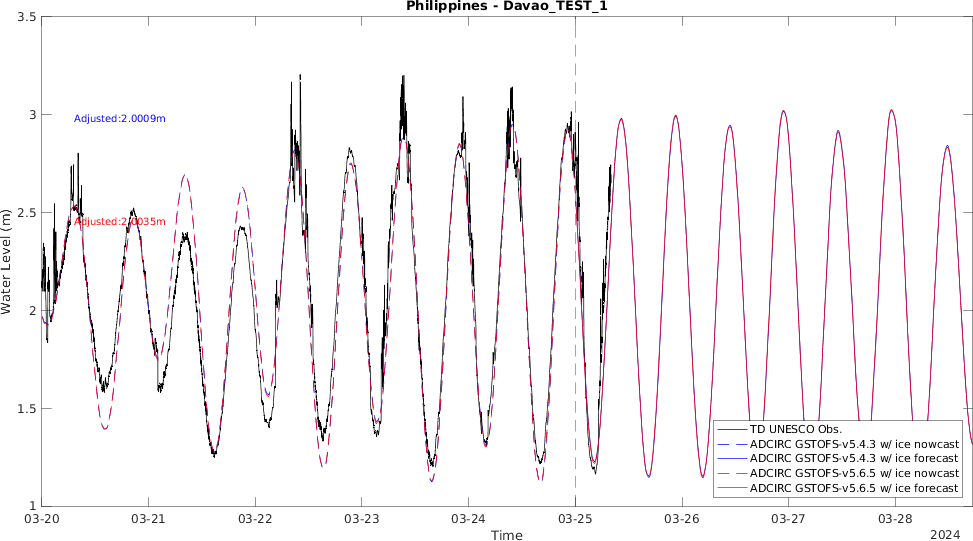 Philippines - Davao_TEST_1
3.5
3
2.5
2
1.5
1
Water Level (m)
Adjusted:2.0009m
Adjusted:2.0035m
TD UNESCO Obs.
ADCIRC GSTOFS-v5.4.3 w/ ice nowcast
ADCIRC GSTOFS-v5.4.3 w/ ice forecast
ADCIRC GSTOFS-v5.6.5 w/ ice nowcast
ADCIRC GSTOFS-v5.6.5 w/ ice forecast
03-20 03-21 03-22 03-23 03-24 03-25 03-26 03-27 03-28
Time
2024